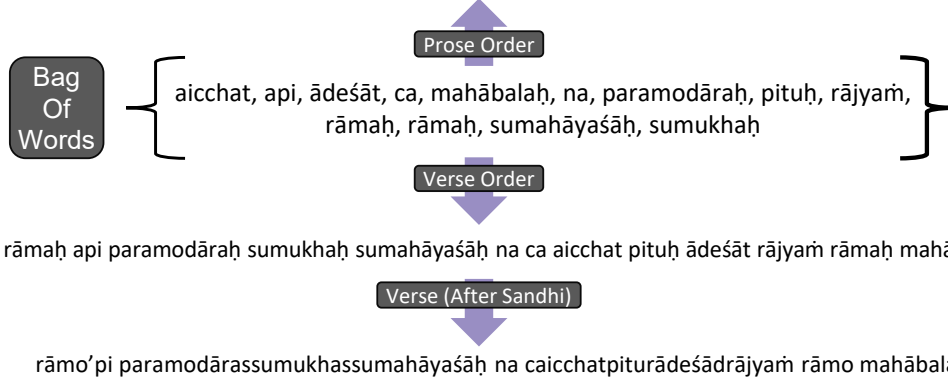 Prose Order
Bag
Of
Words
aicchat, api, ādeśāt, ca, mahābalaḥ, na, paramodāraḥ, pituḥ, rājyaṁ,
rāmaḥ, rāmaḥ, sumahāyaśāḥ, sumukhaḥ
Verse Order
rāmaḥ api paramodāraḥ sumukhaḥ sumahāyaśāḥ na ca aicchat pituḥ ādeśāt rājyaṁ rāmaḥ
Verse (After Sandhi)
rāmo’pi paramodārassumukhassumahāyaśāḥ na caicchatpiturādeśādrājyaṁ rāmo